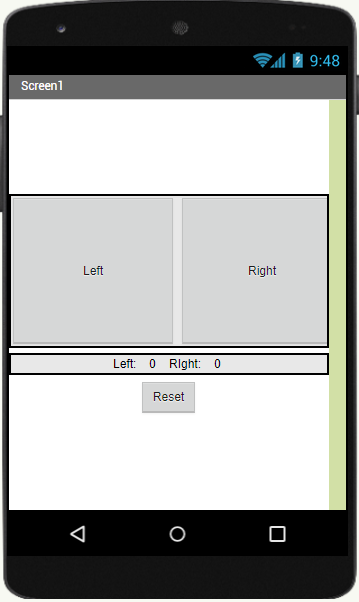 9:48
Screen1
Left Right
Left: 0 RIght: 0
Reset